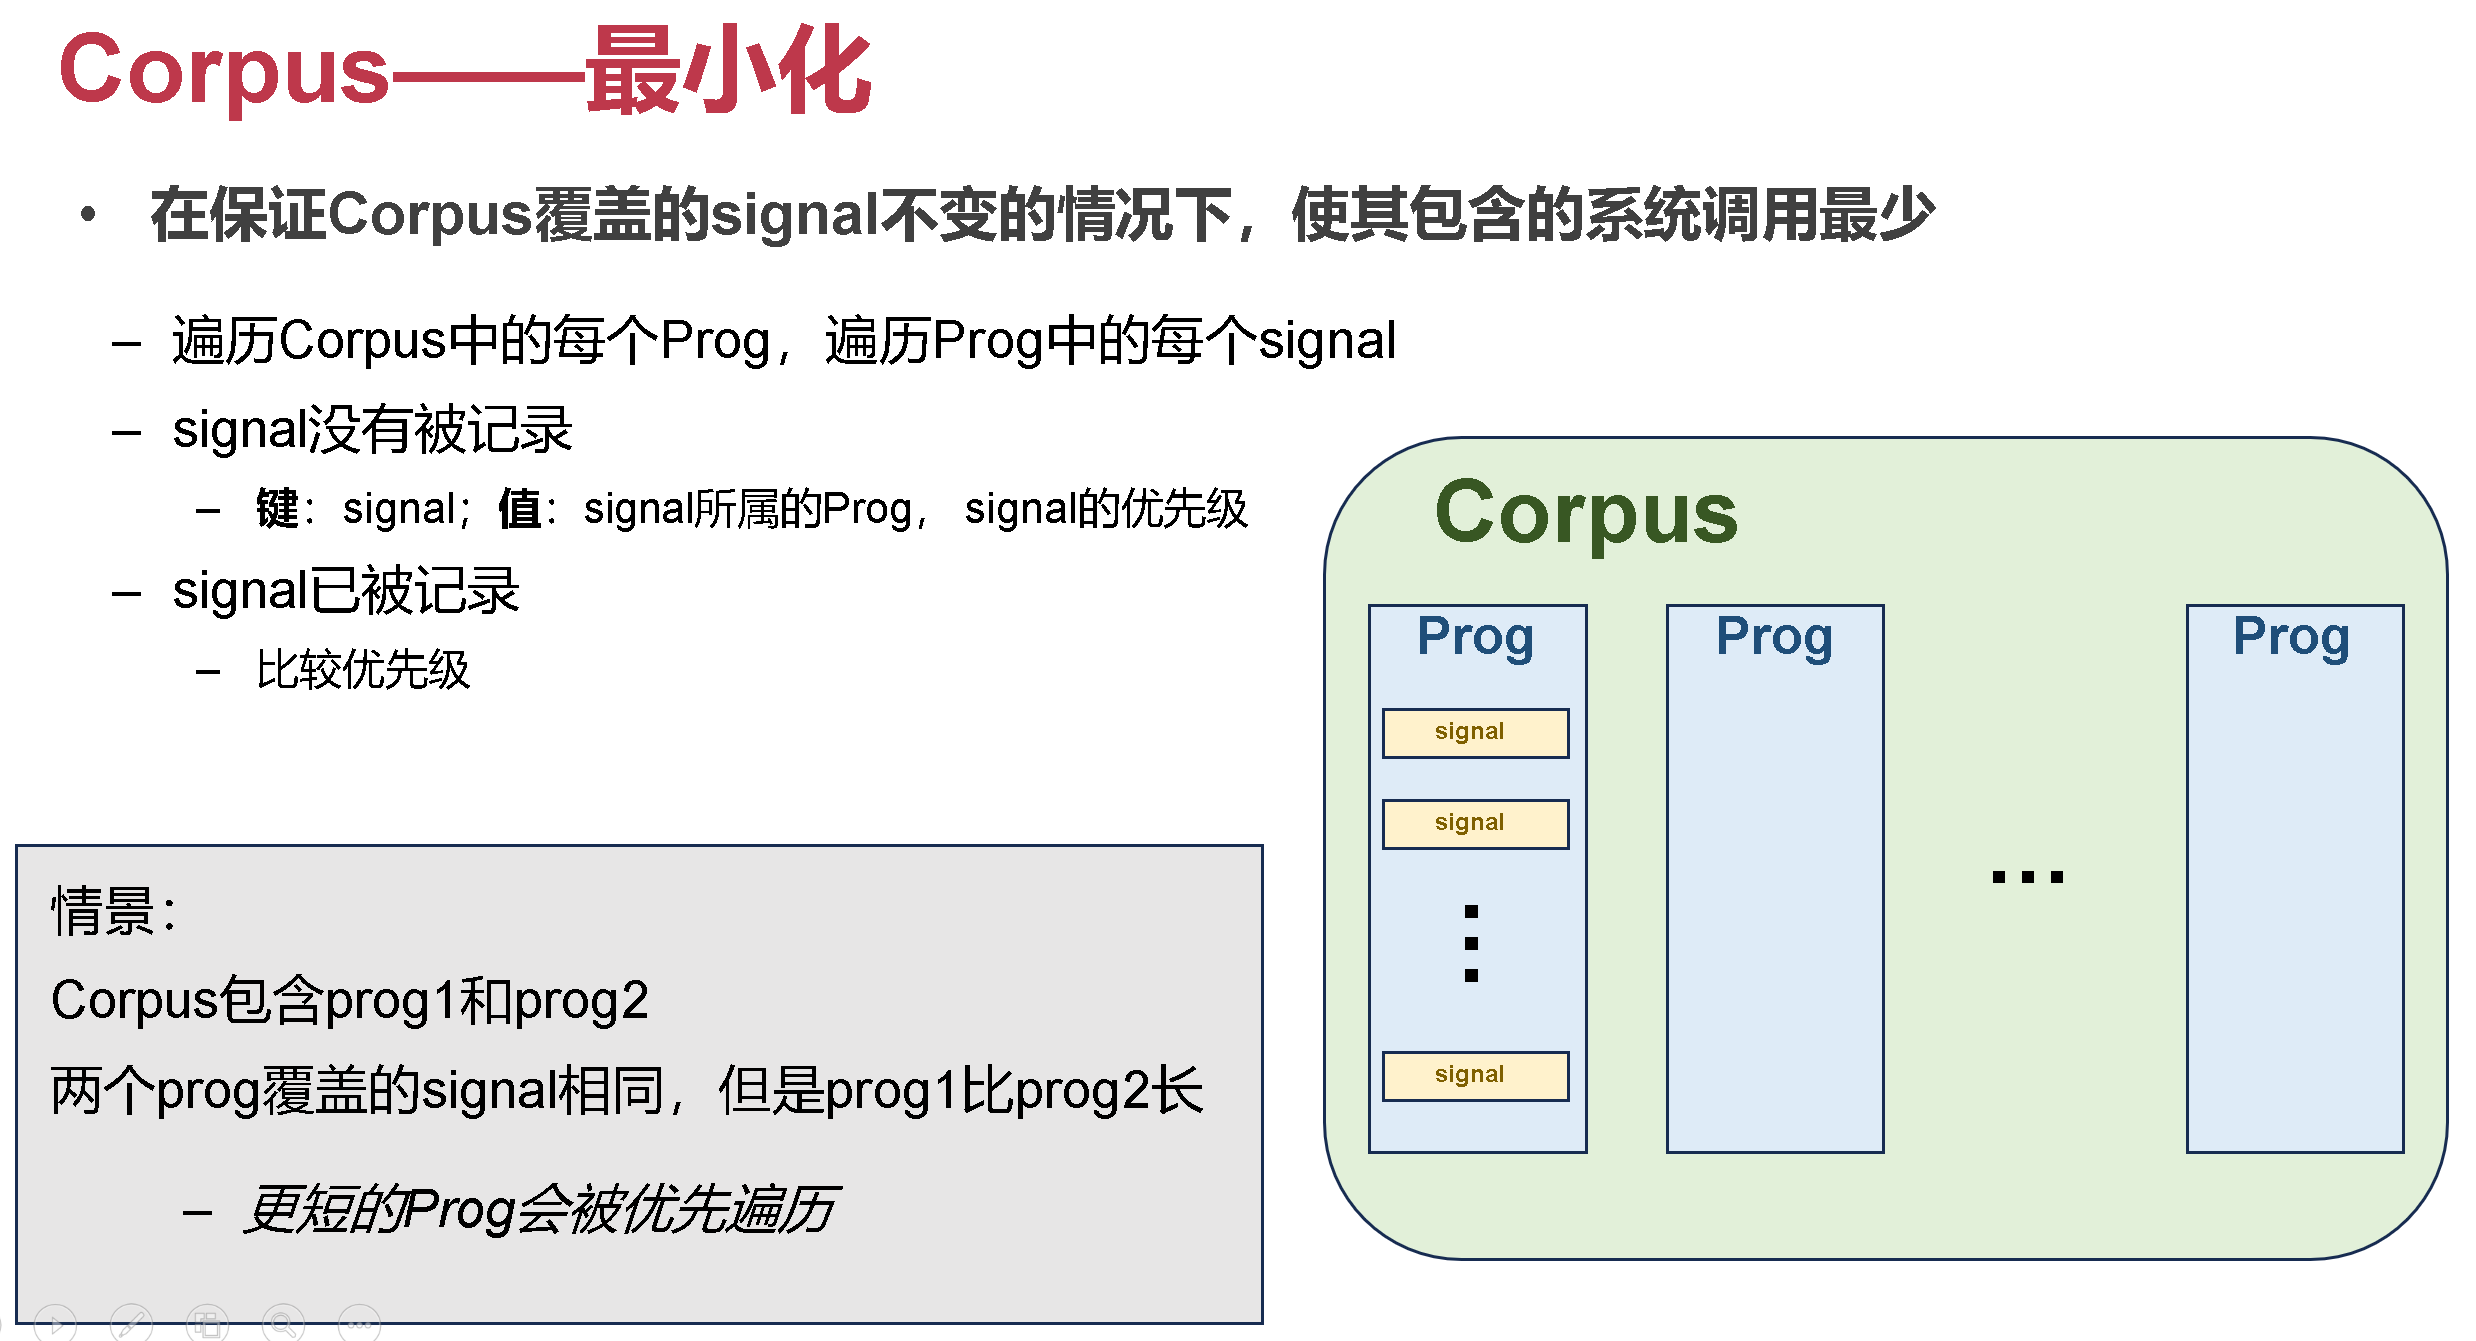 Corpus——最小化
• 在保证Corpus覆盖的signal不变的情况下，使其包含的系统调用最少
– 遍历Corpus中的每个Prog，遍历Prog中的每个signal
– signal没有被记录
– 键：signal；值：signal所属的Prog， signal的优先级
– signal已被记录
– 比较优先级
情景：
Corpus包含prog1和prog2
两个prog覆盖的signal相同，但是prog1比prog2长
– 更短的Prog会被优先遍历
Corpus
Prog
signal
signal
signal
Prog
...
Prog